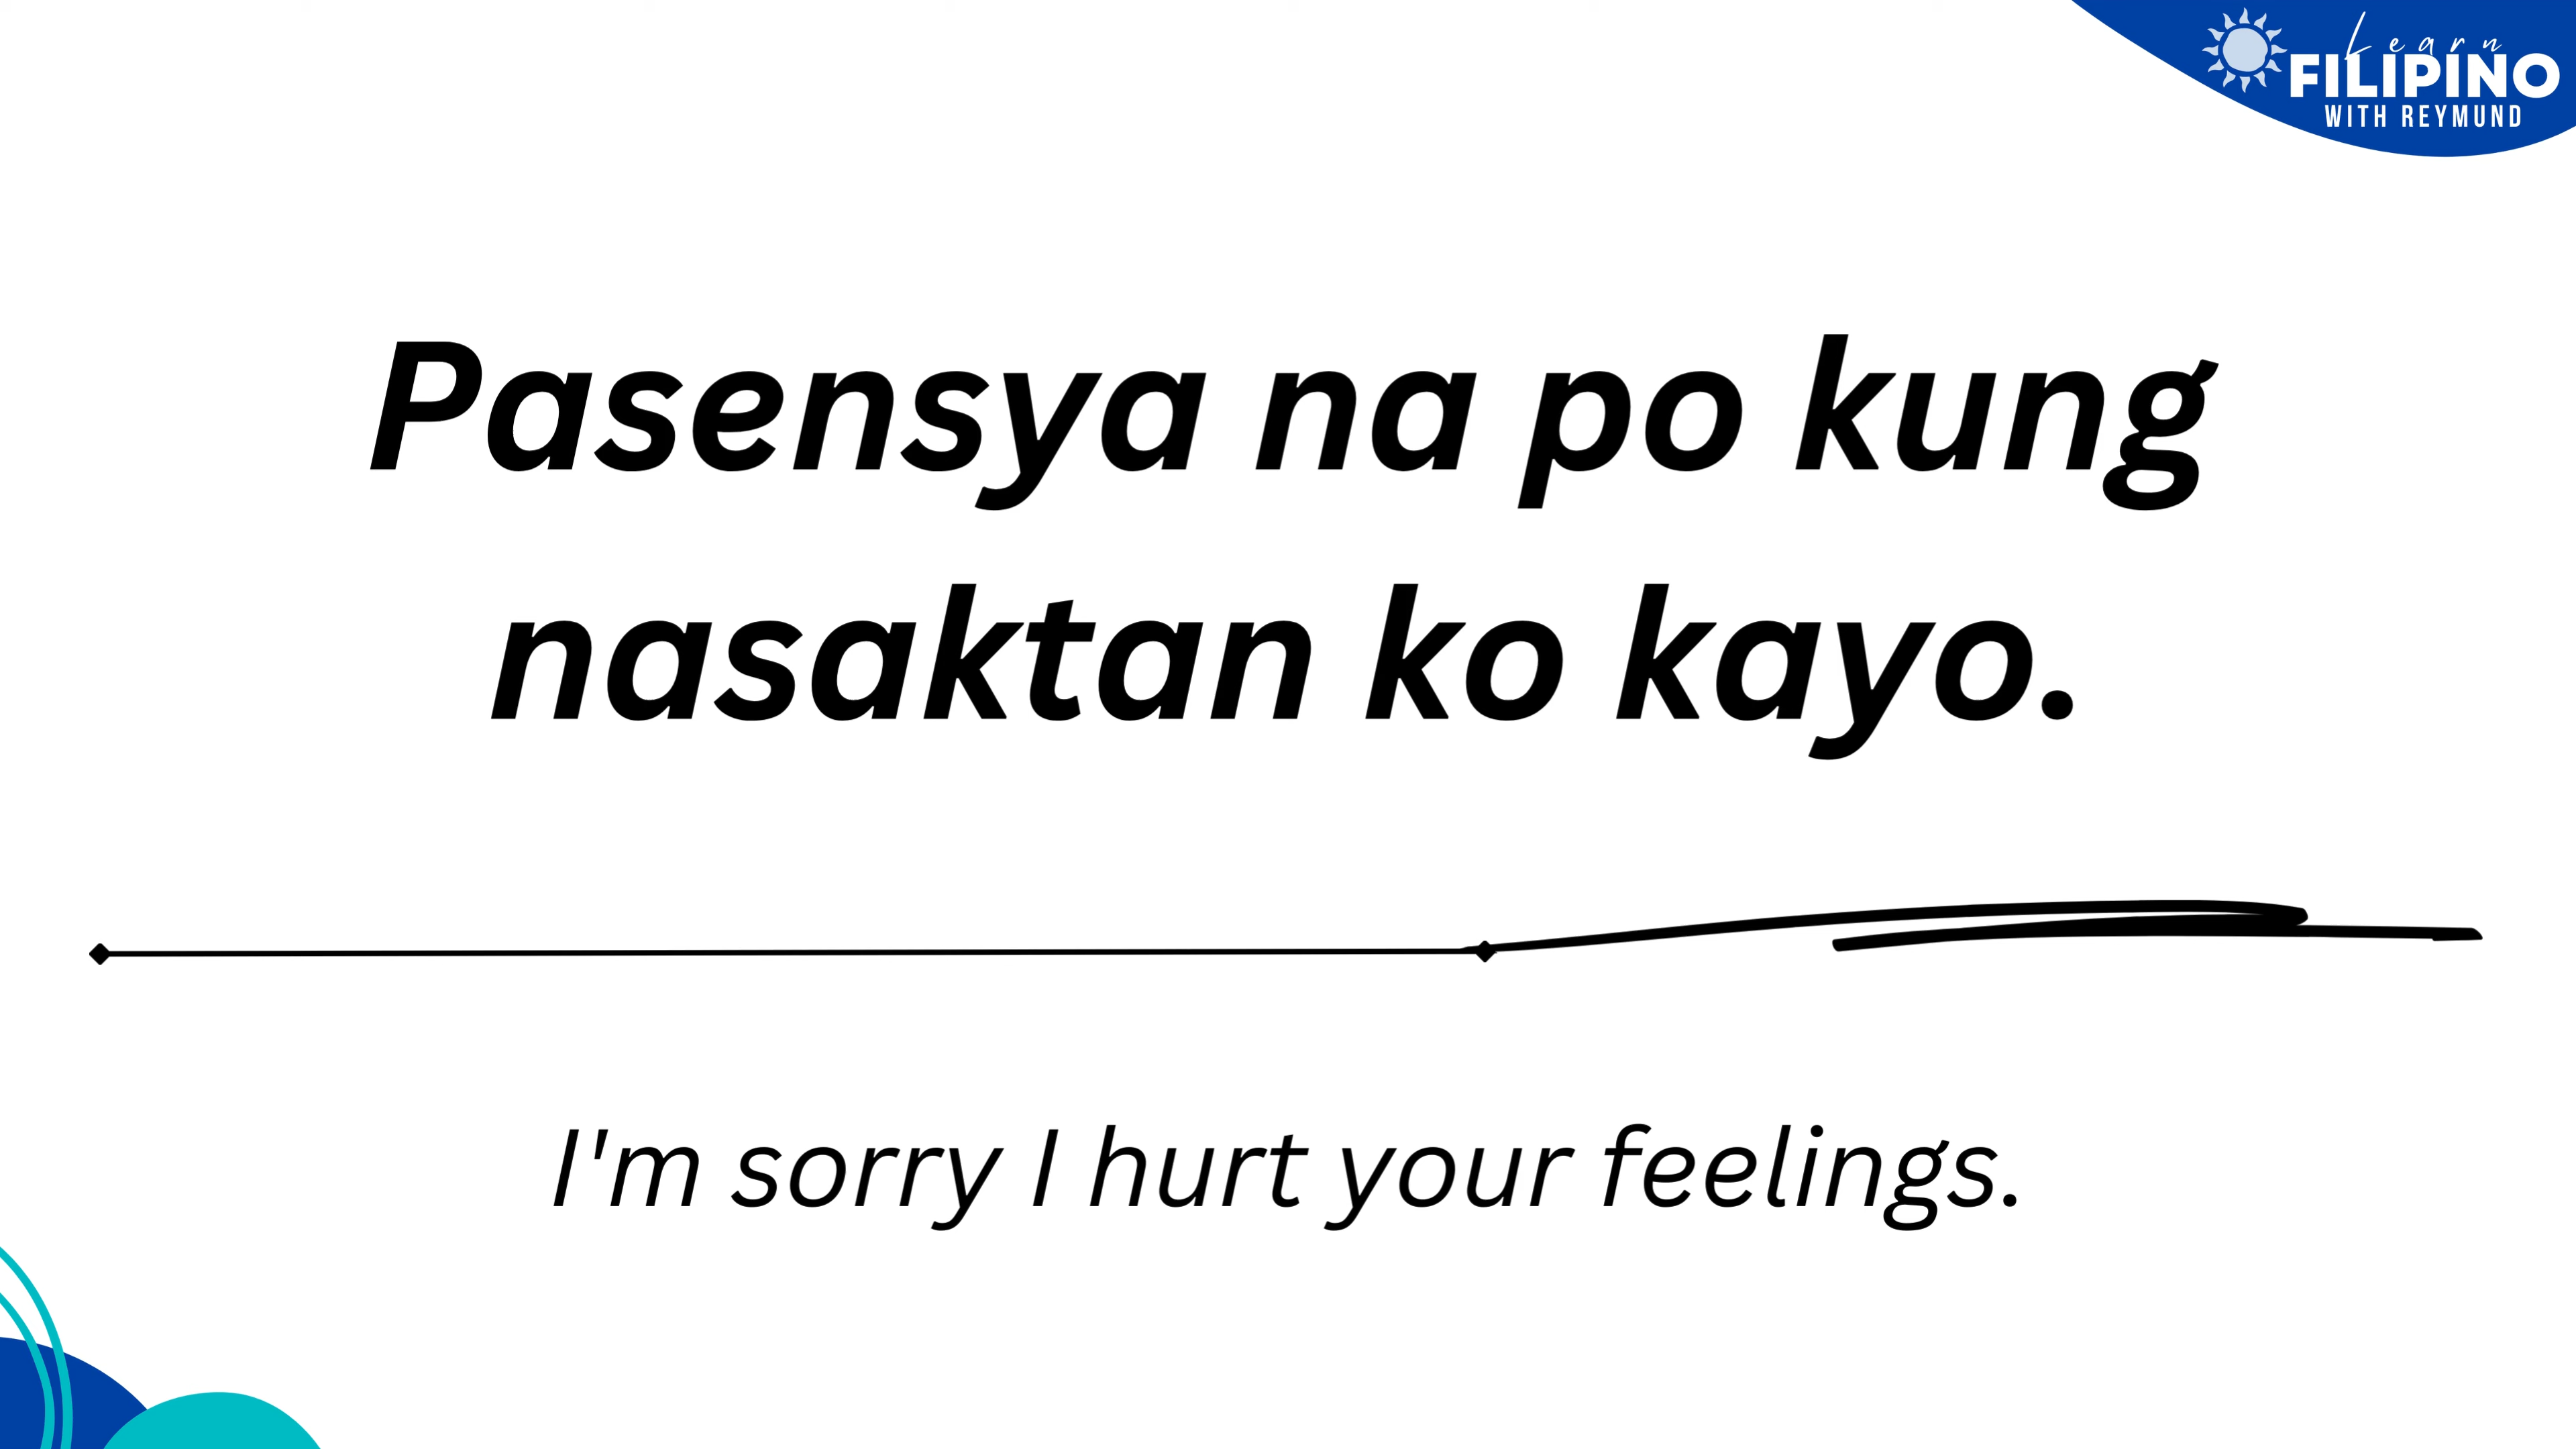 Learn
FILIPINO
WITH REYMUND
Pasensya na po kung
nasaktan ko kayo.
I'm sorry I hurt your feelings.